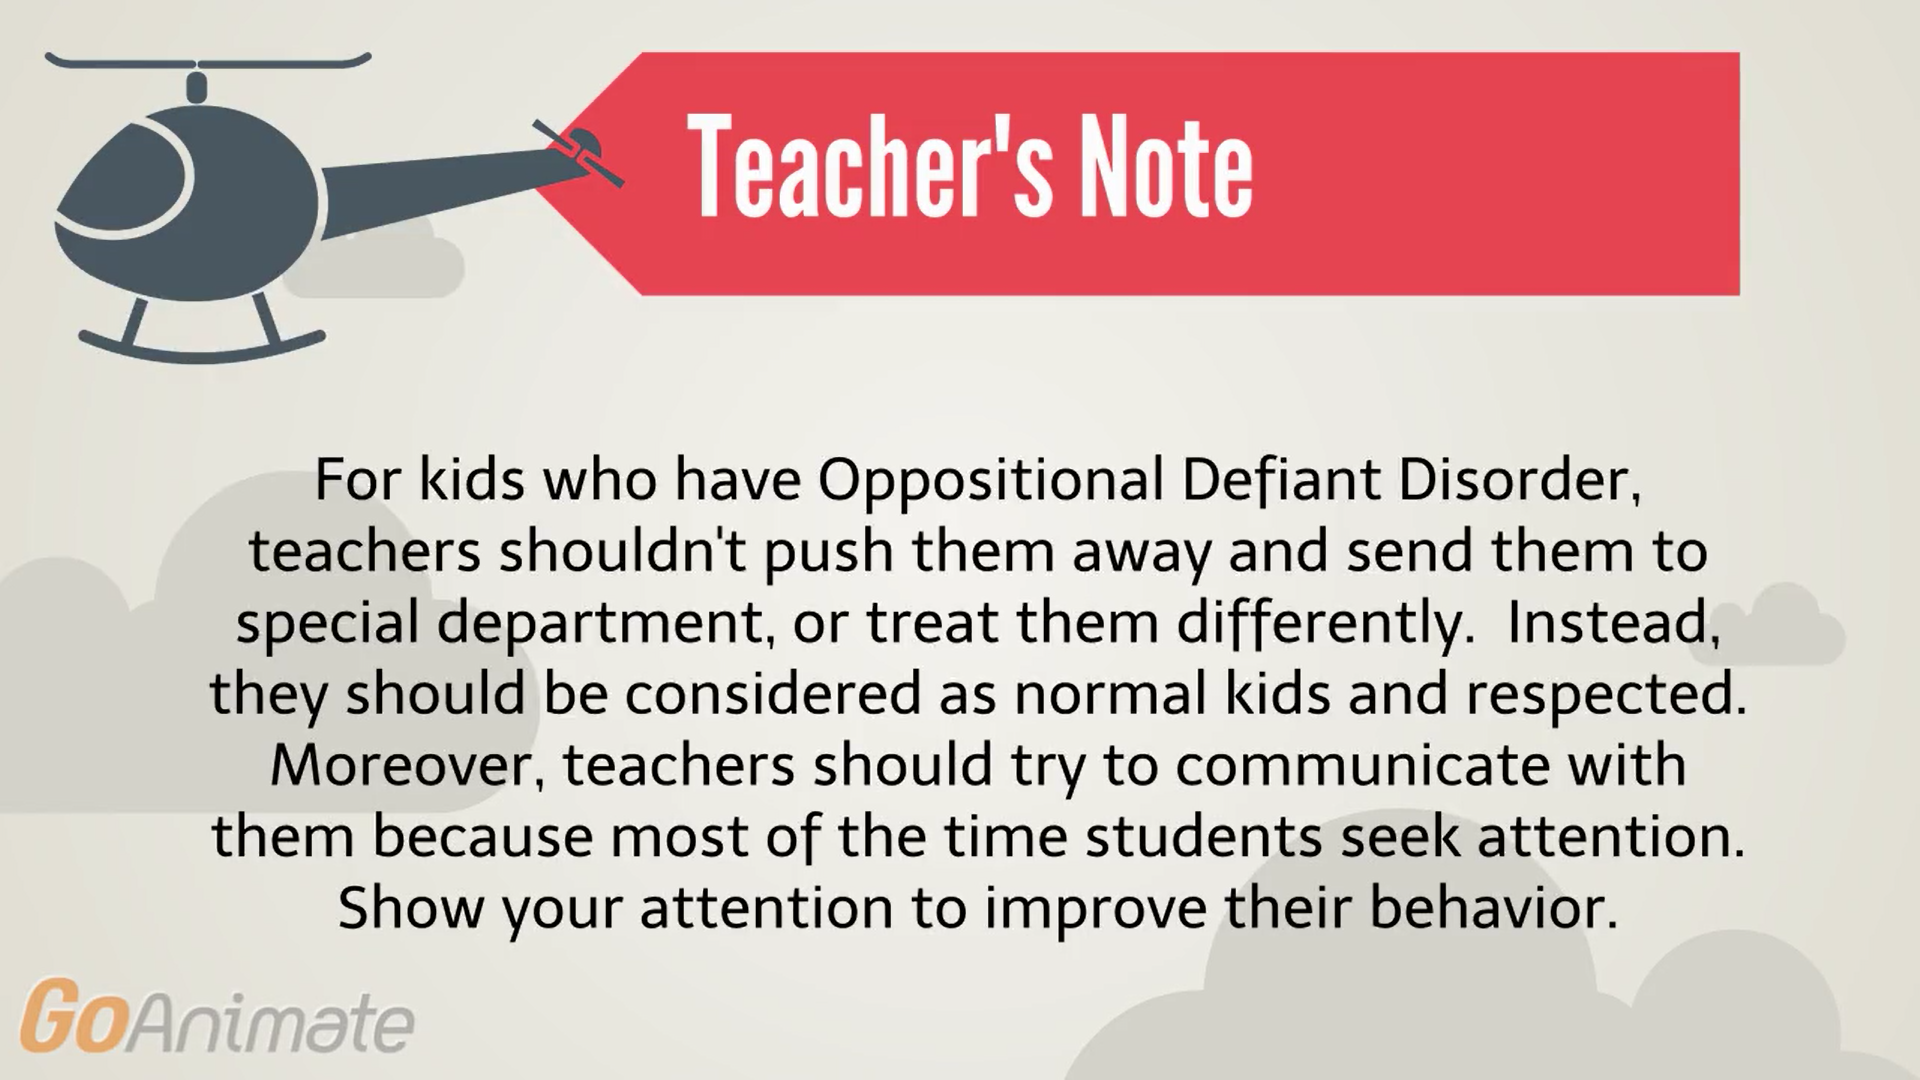 Teacher's Note
For kids who have Oppositional Defiant Disorder,
teachers shouldn't push them away and send them to
special department, or treat them differently.  Instead,
they should be considered as normal kids and respected.
Moreover, teachers should try to communicate with
them because most of the time students seek attention.
Show your attention to improve their behavior.
GoAnimate